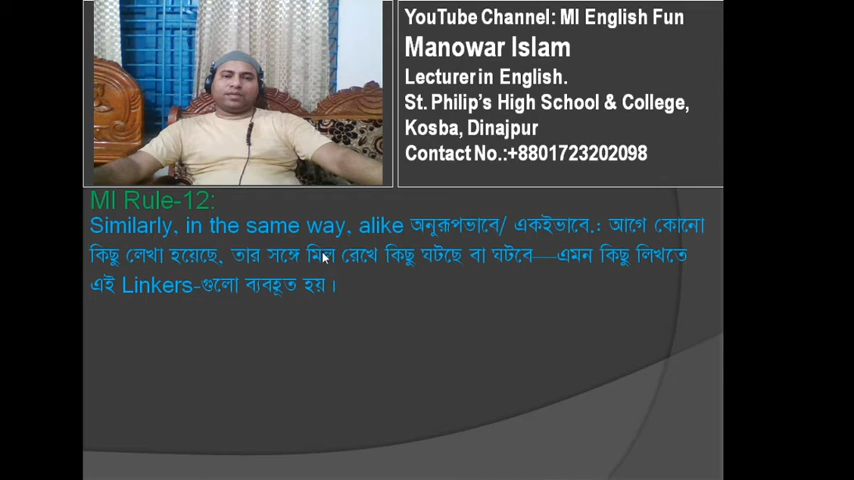 YouTube Channel: MI English Fun
Manowar Islam
Lecturer in English.
St. Philip's High School & College,
Kosba, Dinajpur
Contact No.:+8801723202098
MI Rule-12:
Similarly, in the same way, alike অনুরূপভাবে/ একইভাবে.: আগে কোনো
কিছু লেখা হয়েছে, তার সঙ্গে মিল রেখে কিছু ঘটছে বা ঘটবে—এমন কিছু লিখতে
এই Linkers-গুলো ব্যবহূত হয়।